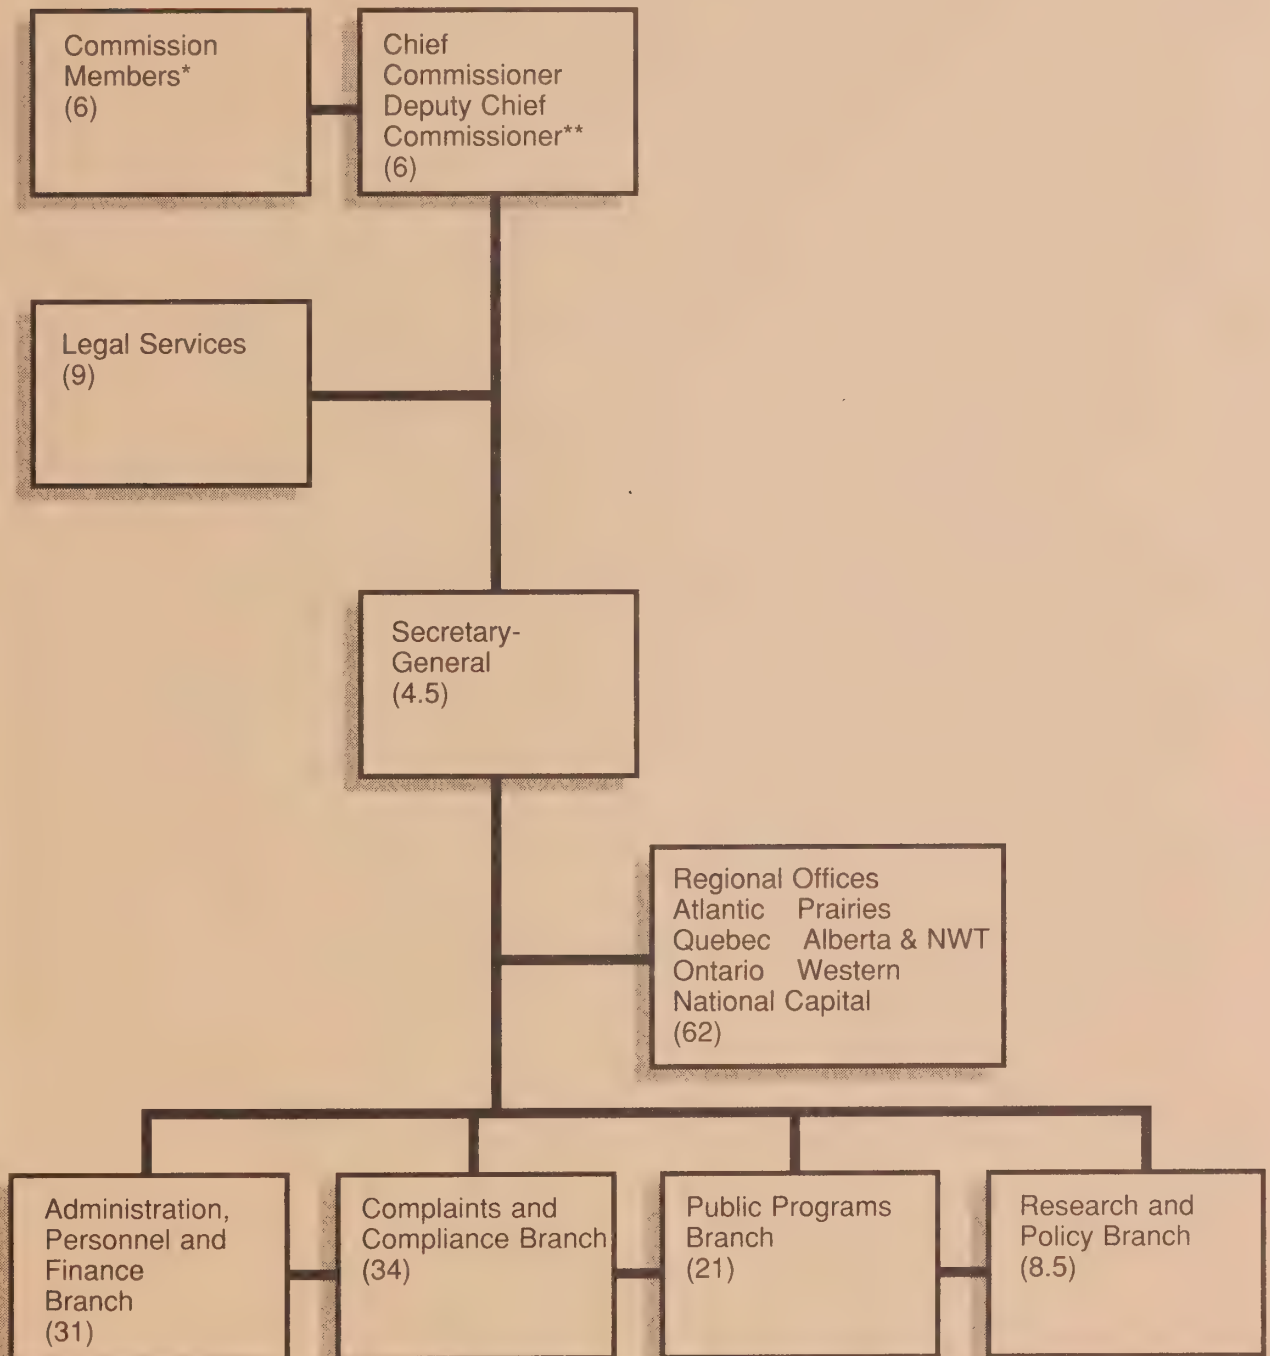 Commission
Members*
(6)
Chief
Commissioner
Deputy Chief
Commissioner**
(6)
Legal Services
(9)
Secretary-
General
(4.5)
Regional Offices
Atlantic Prairies
Quebec Alberta & NWT
Ontario Western
National Capital
(62)
Administration,
Personnel and
Finance
Branch
(31)
Complaints and
Compliance Branch
(34)
Public Programs
Branch
(21)
Research and
Policy Branch
(8.5)